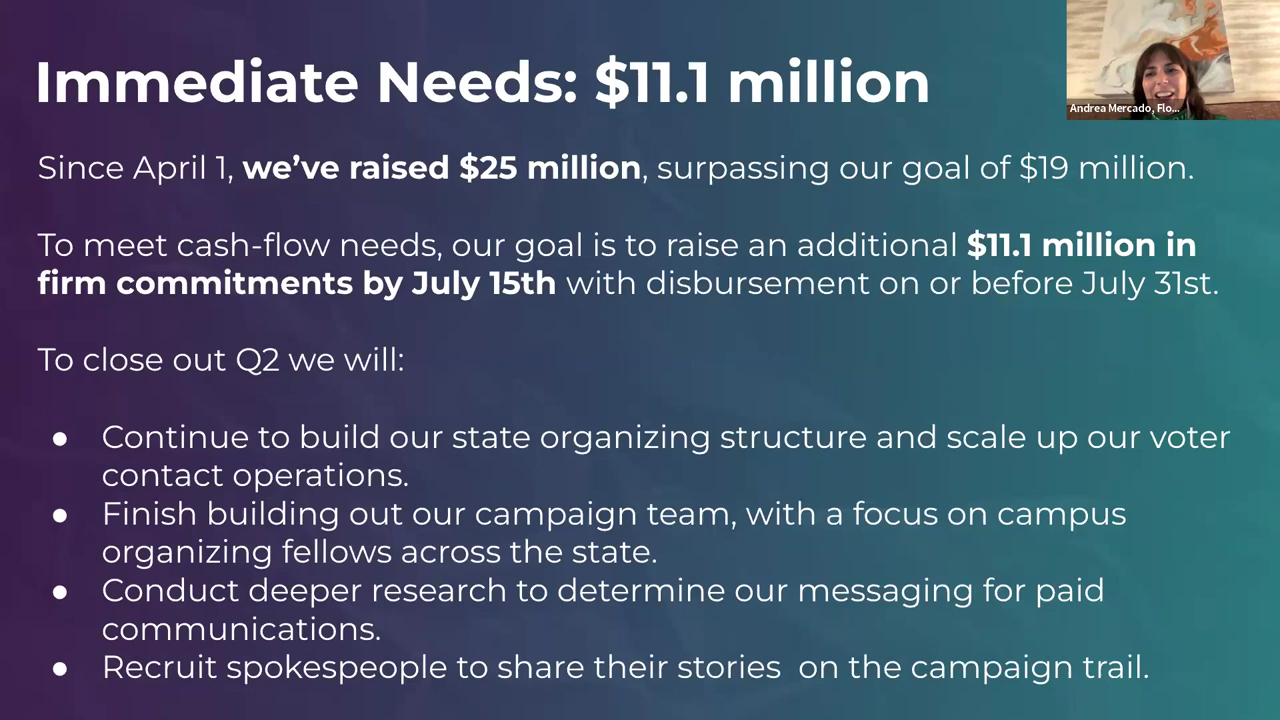 Immediate Needs: $11.1 million
Andrea Mercado, Flo...
Since April 1, we’ve raised $25 million, surpassing our goal of $19 million.
To meet cash-flow needs, our goal is to raise an additional $11.1 million in
firm commitments by July 15th with disbursement on or before July 31st.
To close out Q2 we will:
● Continue to build our state organizing structure and scale up our voter
contact operations.
● Finish building out our campaign team, with a focus on campus
organizing fellows across the state.
● Conduct deeper research to determine our messaging for paid
communications.
● Recruit spokespeople to share their stories  on the campaign trail.